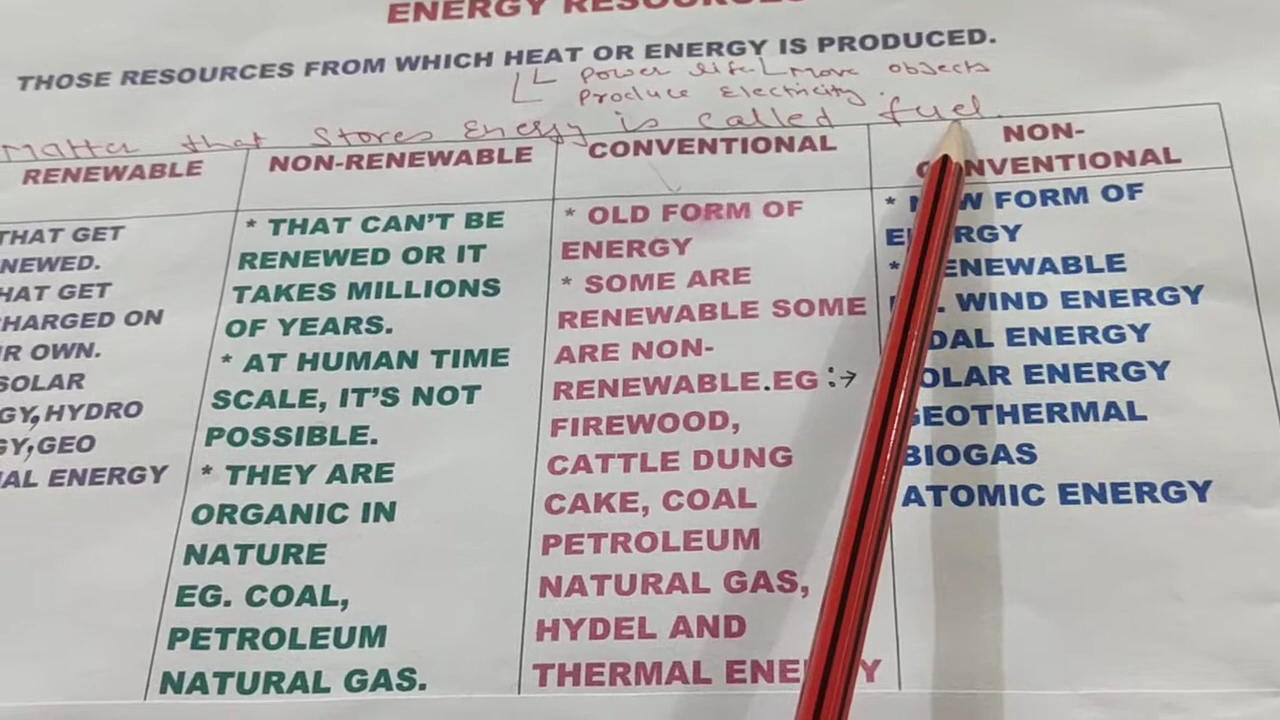 ENERGY RESOURCES
THOSE RESOURCES FROM WHICH HEAT OR ENERGY IS PRODUCED.
Power life Move objects
Produce Electricity.
Matter that stores Energy is called fuel.
RENEWABLE
THAT GET
NEWED.
HAT GET
CHARGED ON
R OWN.
SOLAR
GY, HYDRO
GY, GEO
AL ENERGY
NON-RENEWABLE
* THAT CAN'T BE
RENEWED OR IT
TAKES MILLIONS
OF YEARS.
* AT HUMAN TIME
SCALE, IT'S NOT
POSSIBLE.
* THEY ARE
ORGANIC IN
NATURE
EG. COAL,
PETROLEUM
NATURAL GAS.
CONVENTIONAL
* OLD FORM OF
ENERGY
* SOME ARE
RENEWABLE SOME
ARE NON-
RENEWABLE.EG :→
FIREWOOD,
CATTLE DUNG
CAKE, COAL
PETROLEUM
NATURAL GAS,
HYDEL AND
THERMAL ENE Y
NON-
C NVENTIONAL
* N W FORM OF
E RGY
* ENEWABLE
. WIND ENERGY
DAL ENERGY
OLAR ENERGY
GEOTHERMAL
BIOGAS
ATOMIC ENERGY